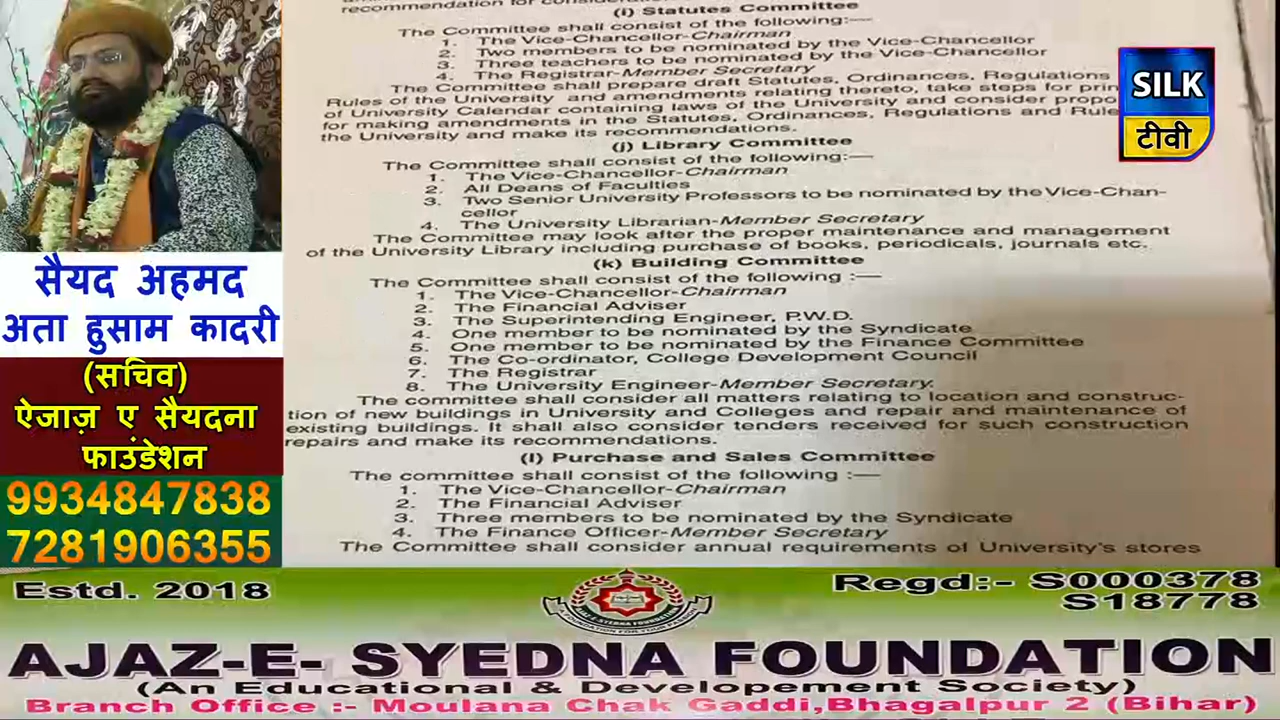 recommendation for consideration
(i) Statutes Committee
The Committee shall consist of the following:—
1. The Vice-Chancellor-Chairman
2. Two members to be nominated by the Vice-Chancellor
3. Three teachers to be nominated by the Vice-Chancellor
4. The Registrar-Member Secretary
The Committee shall prepare draft Statutes, Ordinances, Regulations
Rules of the University and amendments relating thereto, take steps for prin
of University Calendar containing laws of the University and consider propo
for making amendments in the Statutes, Ordinances, Regulations and Rule
the University and make its recommendations.
(j) Library Committee
The Committee shall consist of the following:—
1. The Vice-Chancellor-Chairman
2. All Deans of Faculties
3. Two Senior University Professors to be nominated by the Vice-Chan-
cellor
4. The University Librarian-Member Secretary
The Committee may look after the proper maintenance and management
of the University Library including purchase of books, periodicals, journals etc.
(k) Building Committee
The Committee shall consist of the following :—
1. The Vice-Chancellor-Chairman
2. The Financial Adviser
3. The Superintending Engineer, P.W.D.
4. One member to be nominated by the Syndicate
5. One member to be nominated by the Finance Committee
6. The Co-ordinator, College Development Council
7. The Registrar
8. The University Engineer-Member Secretary.
The committee shall consider all matters relating to location and construc-
tion of new buildings in University and Colleges and repair and maintenance of
existing buildings. It shall also consider tenders received for such construction
repairs and make its recommendations.
(l) Purchase and Sales Committee
The committee shall consist of the following :—
1. The Vice-Chancellor-Chairman
2. The Financial Adviser
3. Three members to be nominated by the Syndicate
4. The Finance Officer-Member Secretary
The Committee shall consider annual requirements of University's stores
SILK
टीवी
सैयद अहमद
अता हुसाम कादरी
(सचिव)
ऐजाज़ ए सैयदना
फाउंडेशन
9934847838
7281906355
Estd. 2018
Regd:- S000378
S18778
AJAZ-E- SYEDNA FOUNDATION
(An Educational & Developement Society)
Branch Office :- Moulana Chak Gaddi,Bhagalpur 2 (Bihar)